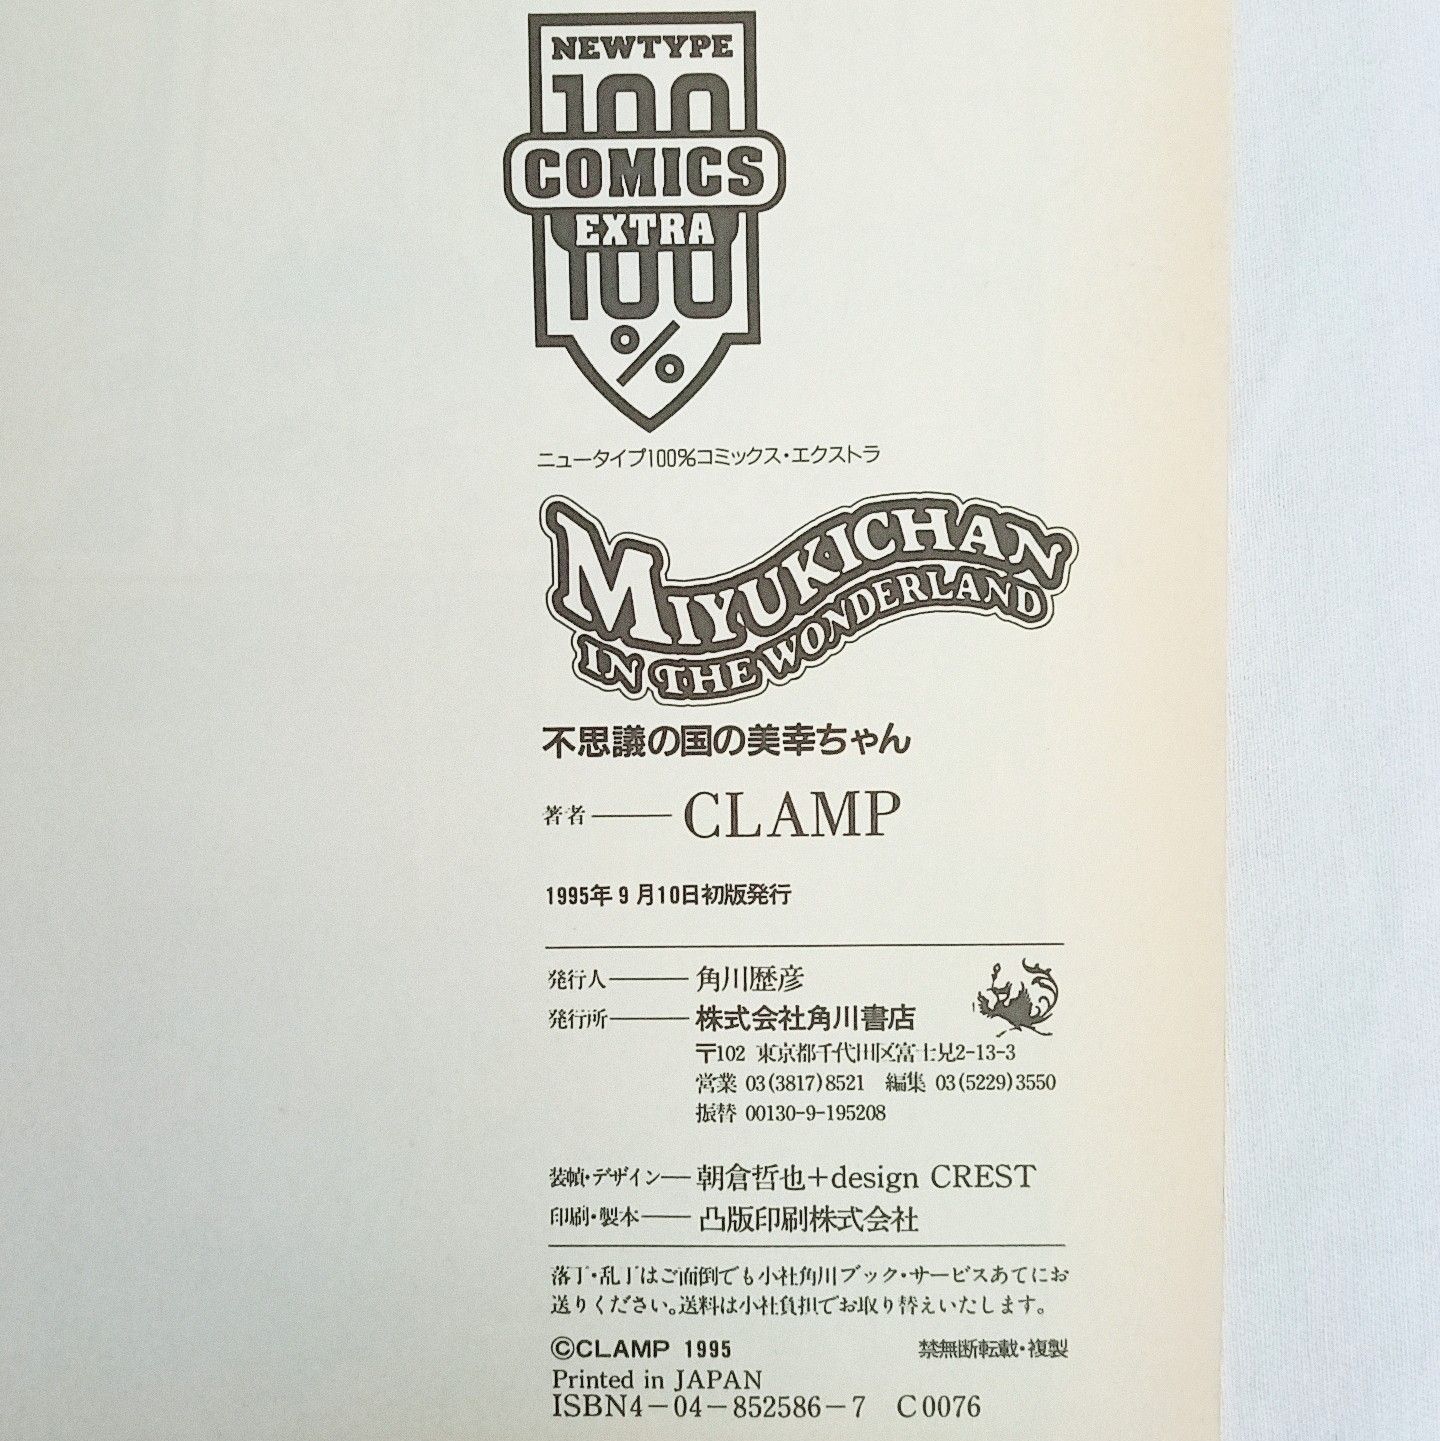 NEWTYPE
100
COMICS
EXTRA
100
%
ニュータイプ100%コミックス・エクストラ
MIYUKICHAN
IN THE WONDERLAND
不思議の国の美幸ちゃん
著者――CLAMP
1995年9月10日初版発行
発行人――角川歴彦
発行所――株式会社角川書店
〒102 東京都千代田区富士見2-13-3
営業 03(3817)8521 編集 03(5229)3550
振替 00130-9-195208
装幀・デザイン―朝倉哲也+design CREST
印刷・製本――凸版印刷株式会社
落丁・乱丁はご面倒でも小社角川ブック・サービスあてにお
送りください。送料は小社負担でお取り替えいたします。
©CLAMP 1995 禁無断転載・複製
Printed in JAPAN
ISBN4-04-852586-7 C0076